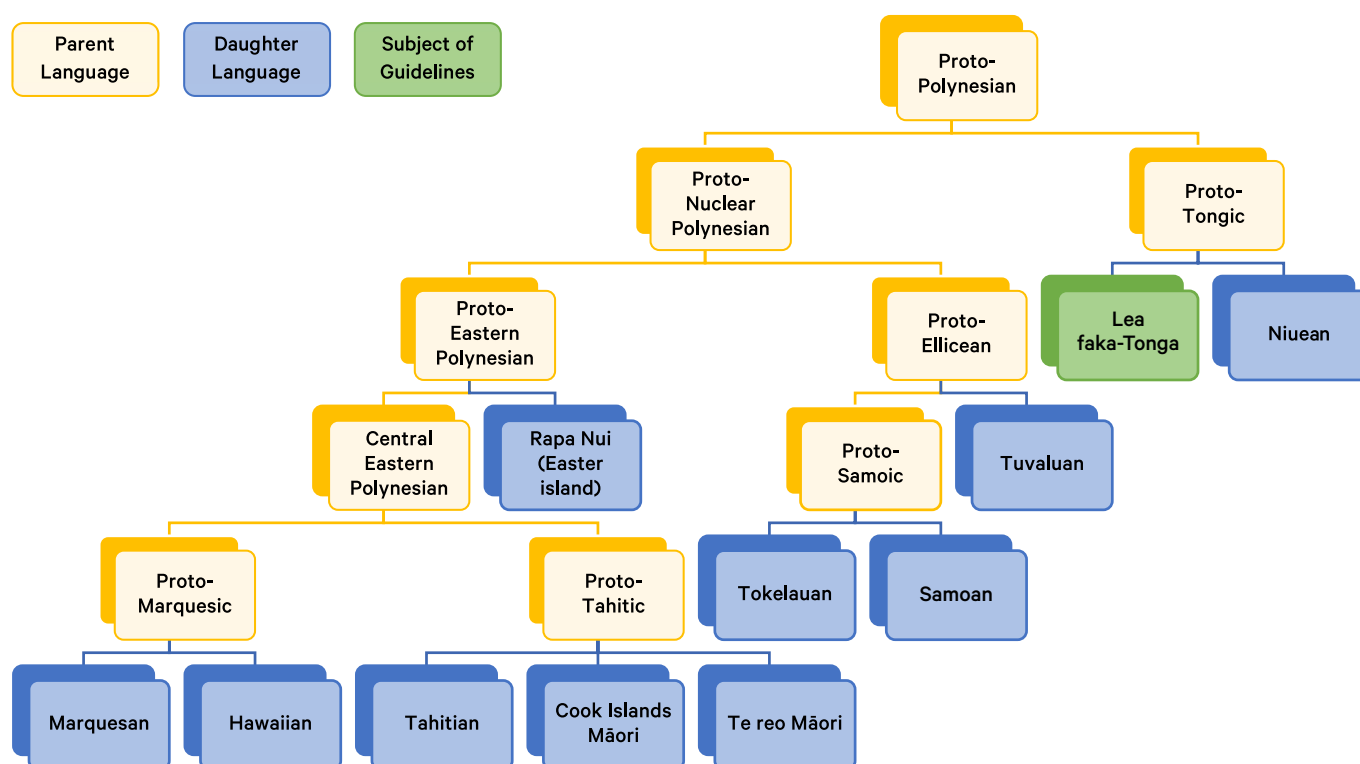 Parent
Language
Daughter
Language
Subject of
Guidelines
Proto-
Polynesian
Proto-
Nuclear
Polynesian
Proto-
Tongic
Proto-
Eastern
Polynesian
Proto-
Ellicean
Lea
faka-Tonga
Niuean
Central
Eastern
Polynesian
Rapa Nui
(Easter
island)
Proto-
Samoic
Tuvaluan
Proto-
Marquesic
Proto-
Tahitic
Tokelauan
Samoan
Marquesan
Hawaiian
Tahitian
Cook Islands
Māori
Te reo Māori